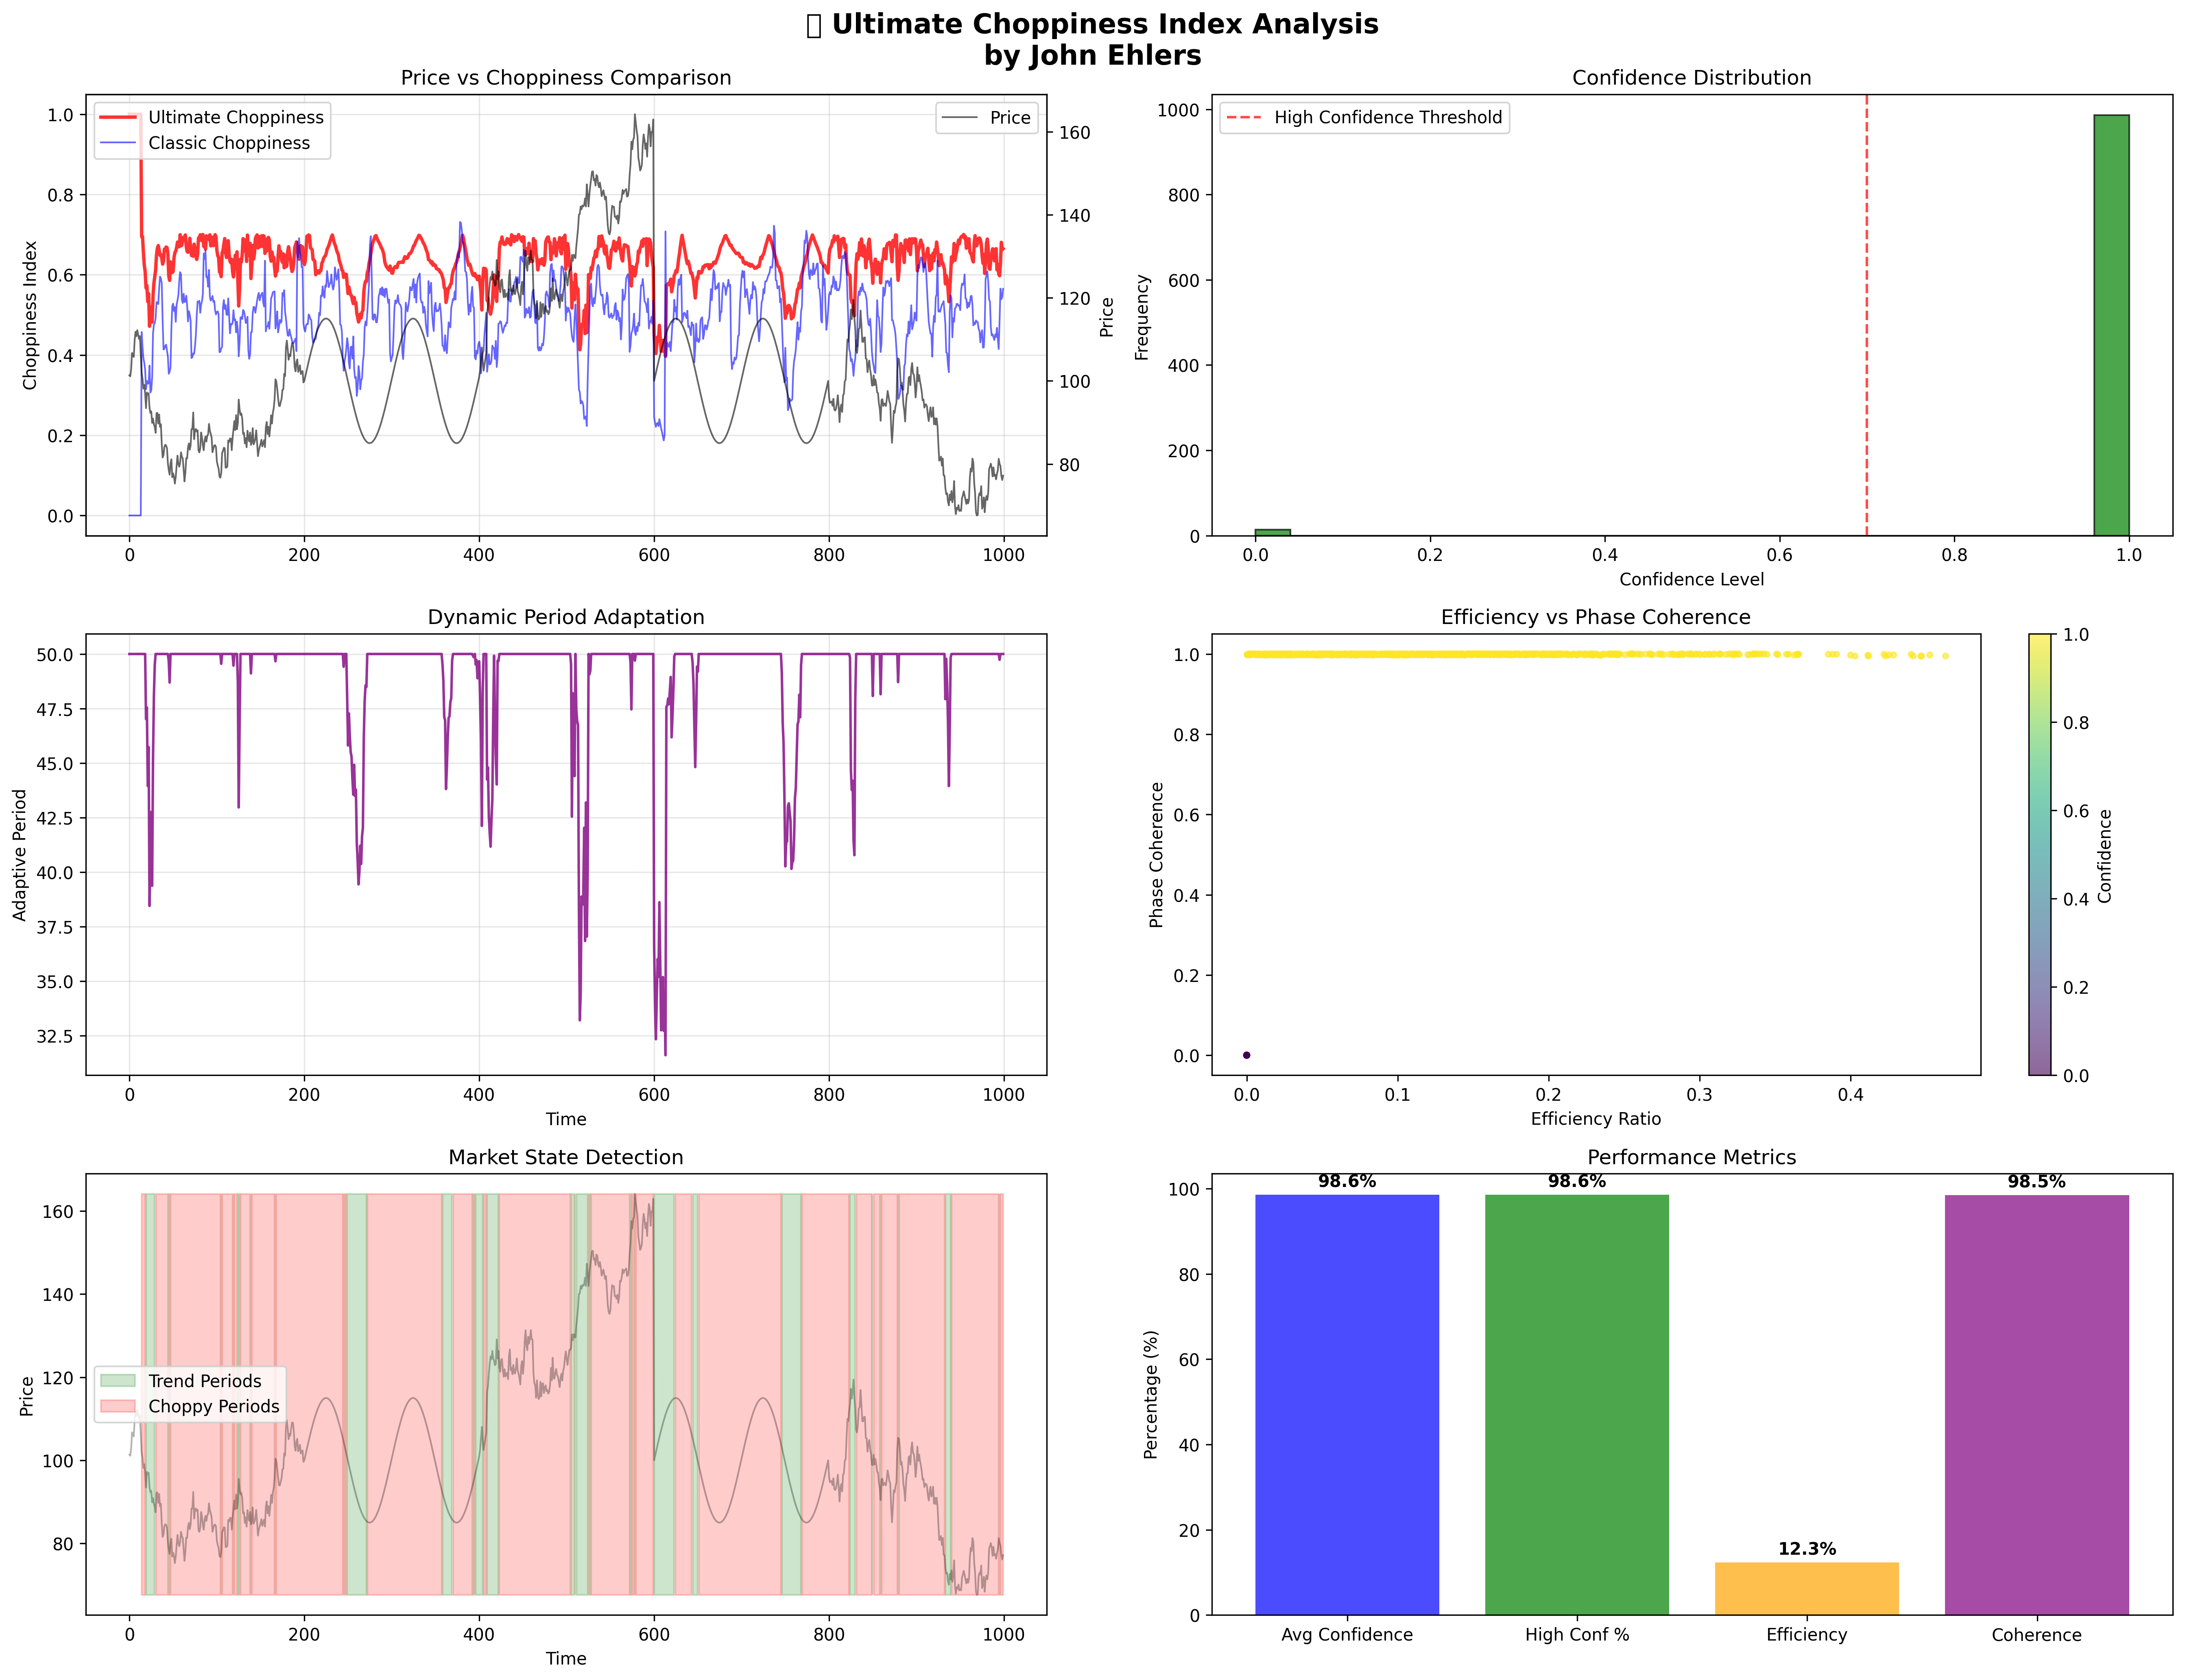 Ultimate Choppiness Index Analysis
by John Ehlers
Price vs Choppiness Comparison
Ultimate Choppiness
Classic Choppiness
Price
Choppiness Index
1.0
0.8
0.6
0.4
0.2
0.0
160
140
120
100
80
Price
0 200 400 600 800 1000
Confidence Distribution
High Confidence Threshold
Frequency
1000
800
600
400
200
0
0.0 0.2 0.4 0.6 0.8 1.0
Confidence Level
Dynamic Period Adaptation
Adaptive Period
50.0
47.5
45.0
42.5
40.0
37.5
35.0
32.5
0 200 400 600 800 1000
Time
Efficiency vs Phase Coherence
Phase Coherence
1.0
0.8
0.6
0.4
0.2
0.0
0.0 0.1 0.2 0.3 0.4
Efficiency Ratio
1.0
0.8
0.6
0.4
0.2
0.0
Confidence
Market State Detection
Price
160
140
120
100
80
Trend Periods
Choppy Periods
0 200 400 600 800 1000
Time
Performance Metrics
Percentage (%)
100
80
60
40
20
0
98.6% 98.6% 12.3% 98.5%
Avg Confidence High Conf % Efficiency Coherence